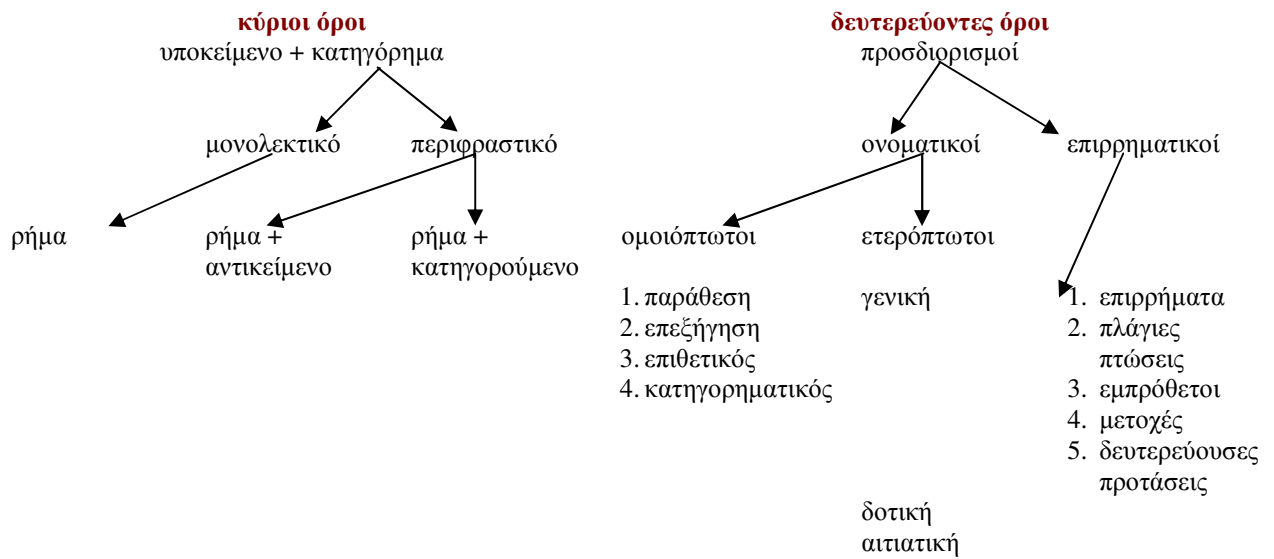 κύριοι όροι
υποκείμενο + κατηγόρημα
μονολεκτικό
περιφραστικό
ρήμα
ρήμα +
αντικείμενο
ρήμα +
κατηγορούμενο
δευτερεύοντες όροι
προσδιορισμοί
ονοματικοί
επιρρηματικοί
ομοιόπτωτοι
1. παράθεση
2. επεξήγηση
3. επιθετικός
4. κατηγορηματικός
ετερόπτωτοι
γενική
δοτική
αιτιατική
1. επιρρήματα
2. πλάγιες
πτώσεις
3. εμπρόθετοι
4. μετοχές
5. δευτερεύουσες
προτάσεις